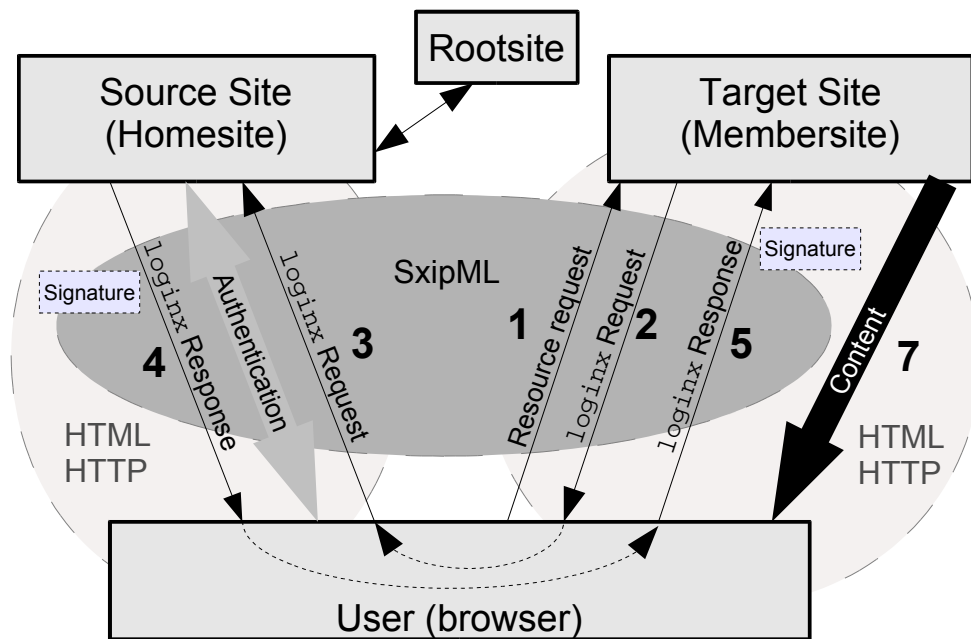 Rootsite
Source Site
(Homesite)
Target Site
(Membersite)
SxipML
Signature
Signature
loginx Response
Authentication
loginx Request
Resource request
loginx Request
loginx Response
Content
4
3
1
2
5
7
HTML
HTTP
HTML
HTTP
User (browser)